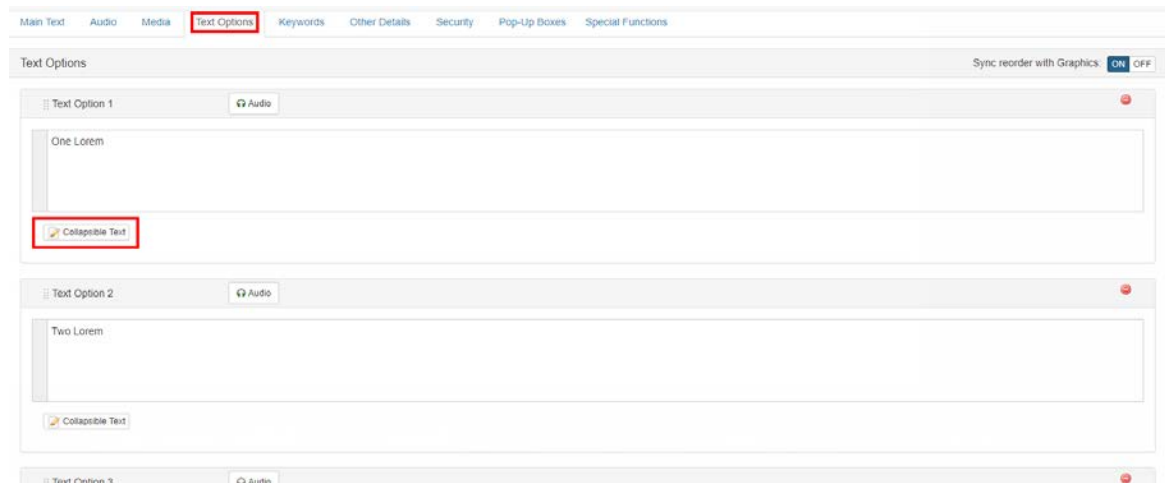 Main Text Audio Media Text Options Keywords Other Details Security Pop-Up Boxes Special Functions
Text Options Sync reorder with Graphics: ON OFF
Text Option 1 Audio
One Lorem
Collapsible Text
Text Option 2 Audio
Two Lorem
Collapsible Text
Text Option 3 Audio